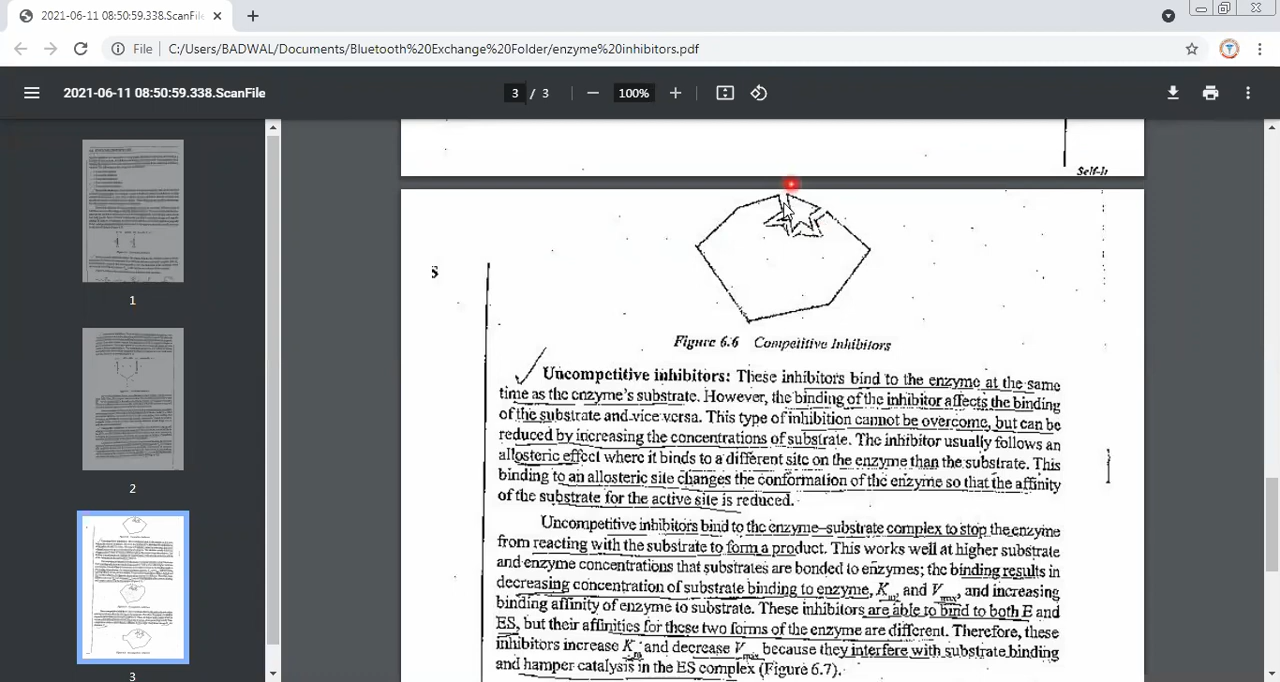 2021-06-11 08:50:59.338.ScanFil
File C:/Users/BADWAL/Documents/Bluetooth%20Exchange%20Folder/enzyme%20inhibitors.pdf
2021-06-11 08:50:59.338.ScanFile
3 / 3
100%
1
2
3
Self-I
S
Figure 6.6 Competitive Inhibitors
Uncompetitive inhibitors: These inhibitors bind to the enzyme at the same
time as the enzyme's substrate. However, the binding of the inhibitor affects the binding
of the substrate and vice versa. This type of inhibition cannot be overcome, but can be
reduced by increasing the concentrations of substrate. The inhibitor usually follows an
allosteric effect where it binds to a different site on the enzyme than the substrate. This
binding to an allosteric site changes the conformation of the enzyme so that the affinity
of the substrate for the active site is reduced.
Uncompetitive inhibitors bind to the enzyme–substrate complex to stop the enzyme
from reacting with the substrate to form a product. This works well at higher substrate
and enzyme concentrations that substrates are bonded to enzymes; the binding results in
decreasing concentration of substrate binding to enzyme, Km and Vmax, and increasing
binding affinity of enzyme to substrate. These inhibitors are able to bind to both E and
ES, but their affinities for these two forms of the enzyme are different. Therefore, these
inhibitors increase Km and decrease Vmax because they interfere with substrate binding
and hamper catalysis in the ES complex (Figure 6.7).